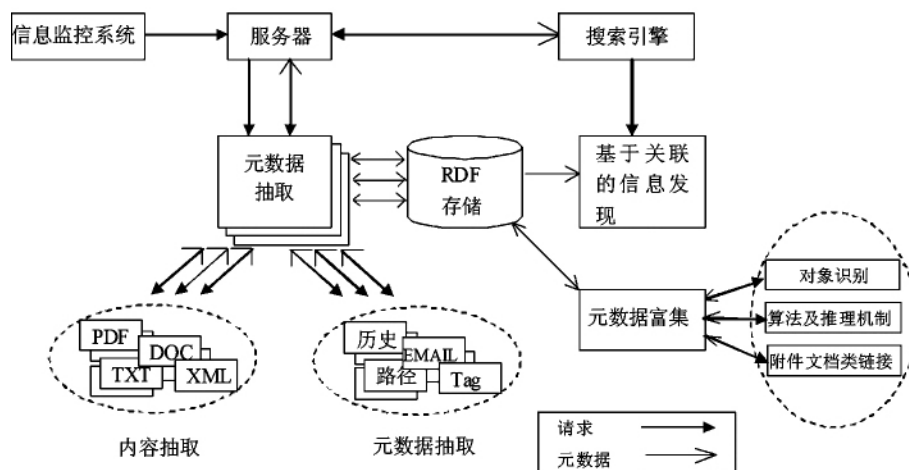 信息监控系统
服务器
搜索引擎
元数据
抽取
RDF
存储
基于关联
的信息发
现
元数据富集
对象识别
算法及推理机制
附件文档类链接
PDF
DOC
TXT
XML
历史
EMAIL
路径
Tag
内容抽取
元数据抽取
请求
元数据